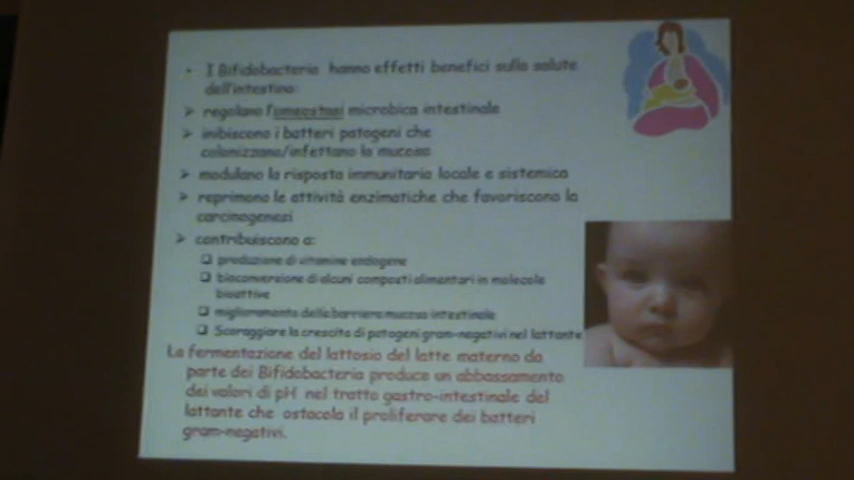 • I Bifidobacteria hanno effetti benefici sulla salute
dell'intestino:
➢ regolano l'omeostasi microbica intestinale
➢ inibiscono i batteri patogeni che
colonizzano/infettano la mucosa
➢ modulano la risposta immunitaria locale e sistemica
➢ reprimono le attività enzimatiche che favoriscono la
carcinogenesi
➢ contribuiscono a:
❑ produzione di vitamine endogene
❑ bioconversione di alcuni composti alimentari in molecole
bioattive
❑ miglioramento della barriera mucosa intestinale
❑ Scoraggiare la crescita di patogeni gram-negativi nel lattante
La fermentazione del lattosio del latte materno da
parte dei Bifidobacteria produce un abbassamento
dei valori di pH nel tratto gastro-intestinale del
lattante che ostacola il proliferare dei batteri
gram-negativi.